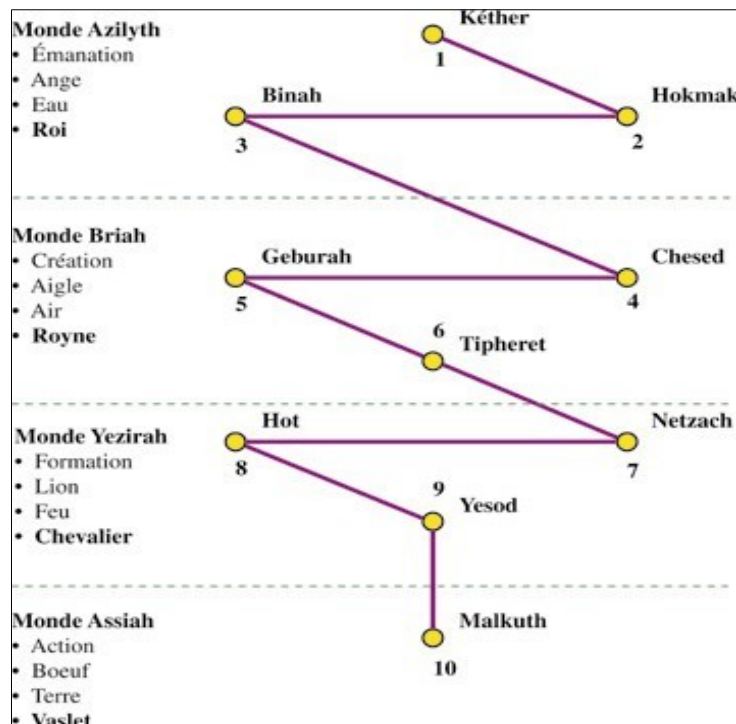 Monde Azilyth
• Émanation
• Ange
• Eau
• Roi
Kéther
1
Binah
3
Hokmak
2
Monde Briah
• Création
• Aigle
• Air
• Royne
Geburah
5
Chesed
4
6
Tipheret
Monde Yezirah
• Formation
• Lion
• Feu
• Chevalier
Hot
8
Netzach
7
9
Yesod
Monde Assiah
• Action
• Boeuf
• Terre
• Vaslet
Malkuth
10